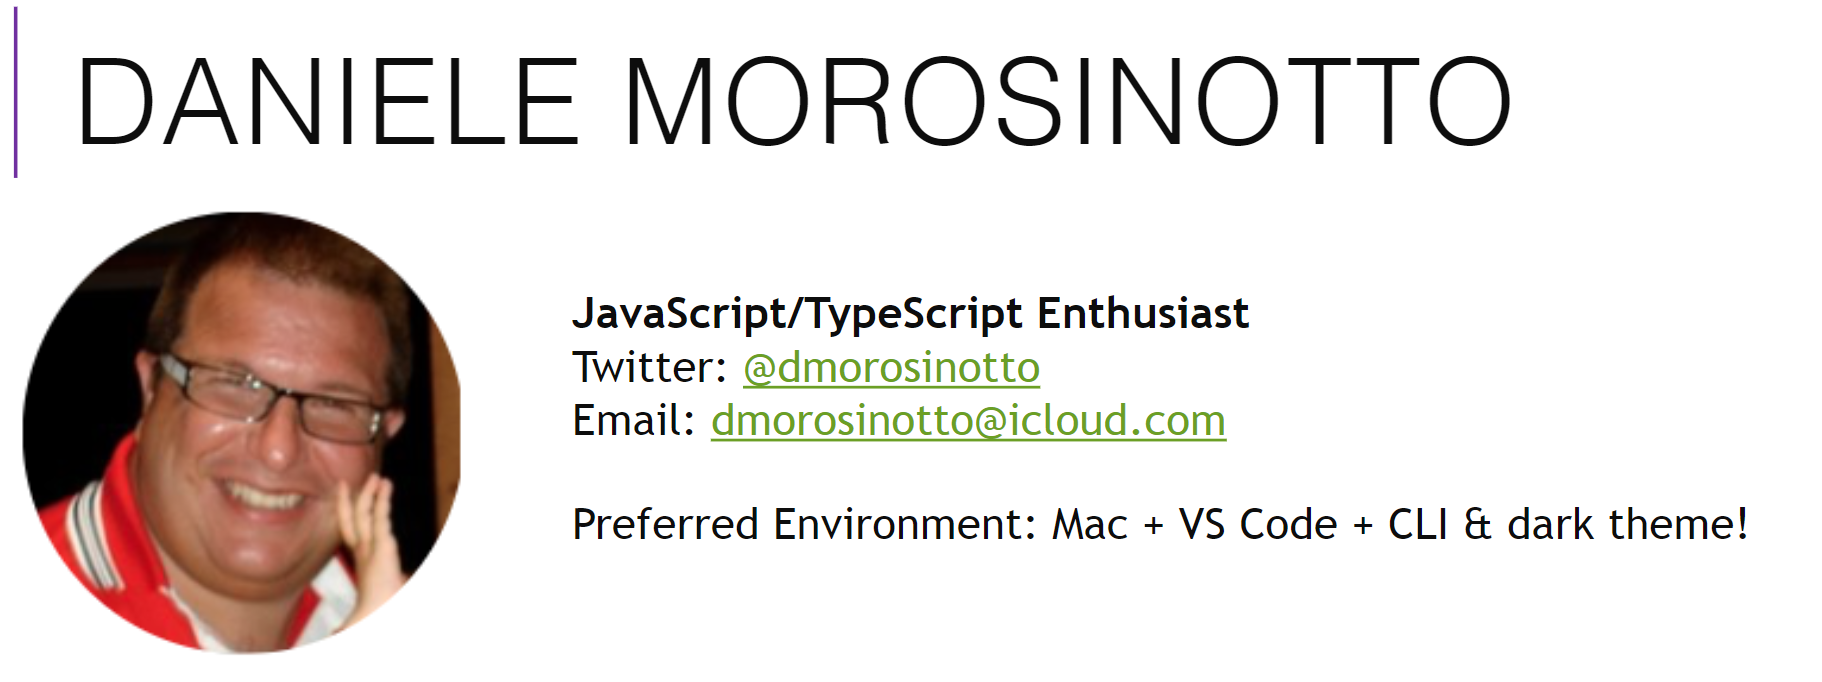 DANIELE MOROSINOTTO
JavaScript/TypeScript Enthusiast
Twitter: @dmorosinotto
Email: dmorosinotto@icloud.com
Preferred Environment: Mac + VS Code + CLI & dark theme!